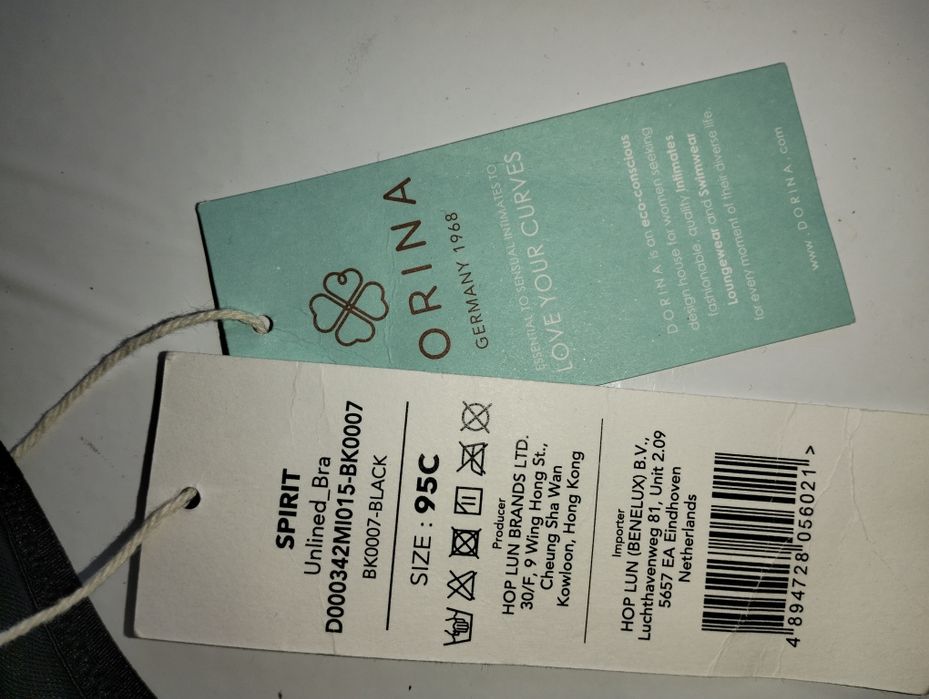 ORINA
GERMANY 1968
ESSENTIAL TO SENSUAL INTIMATES TO
LOVE YOUR CURVES
DORINA is an eco-conscious
design house for women seeking
fashionable, quality Intimates
Loungewear and Swimwear
for every moment of their diverse life.
www.DORINA.com
SPIRIT
Unlined_Bra
D000342MI015-BK0007
BK0007-BLACK
SIZE : 95C
Producer
HOP LUN BRANDS LTD.
30/F, 9 Wing Hong St.,
Cheung Sha Wan
Kowloon, Hong Kong
Importer
HOP LUN (BENELUX) B.V.,
Luchthavenweg 81, Unit 2.09
5657 EA Eindhoven
Netherlands
4 894728 056021 >